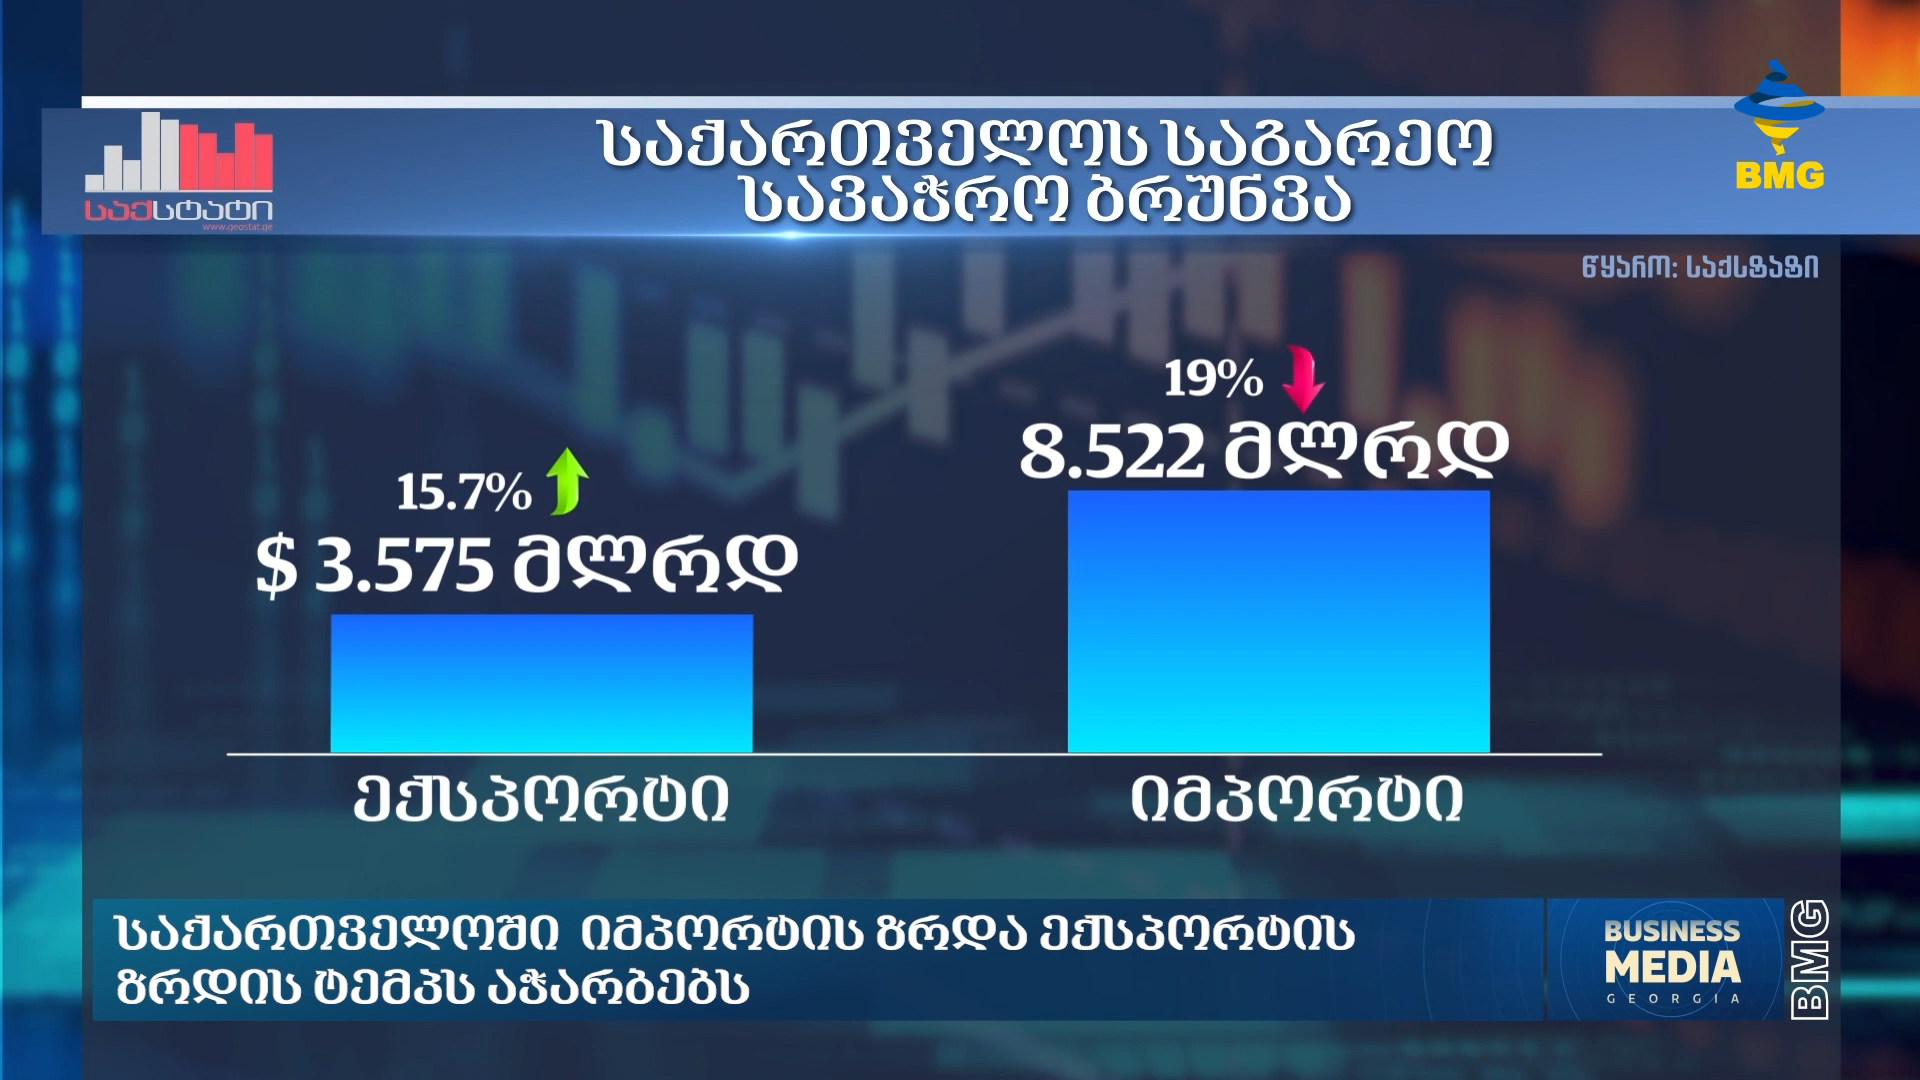 საქართველოს საგარეო
სავაჭრო ბრუნვა
BMG
საქსტატი
www.geostat.ge
წყარო: საქსტატი
19%
8.522 მლრდ
15.7%
$ 3.575 მლრდ
ექსპორტი
იმპორტი
საქართველოში იმპორტის ზრდა ექსპორტის
ზრდის ტემპს აჭარბებს
BUSINESS
MEDIA
GEORGIA
BMG